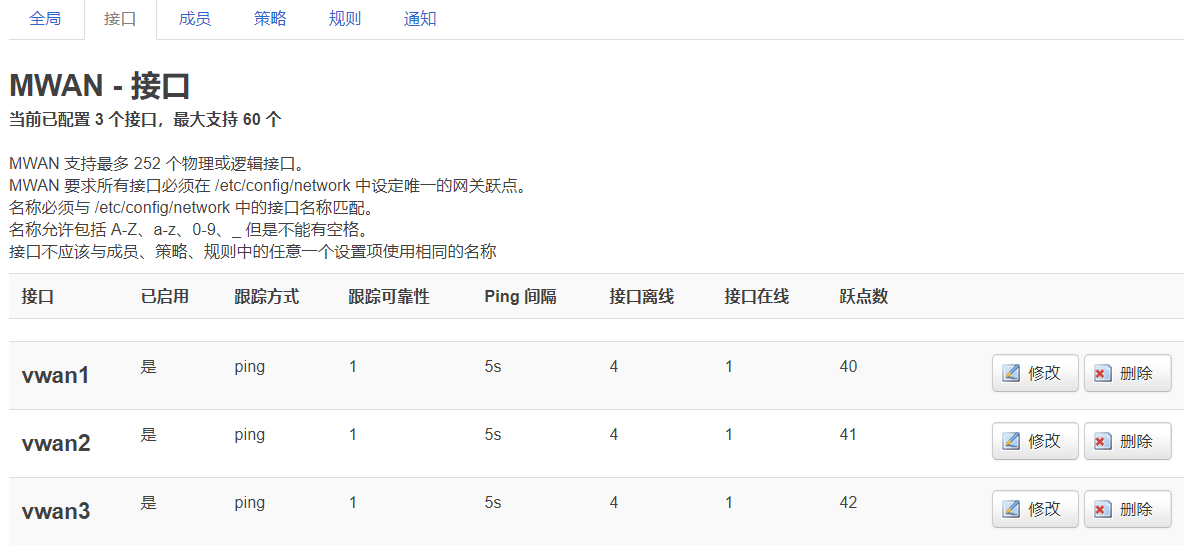 全局 接口 成员 策略 规则 通知
MWAN - 接口
当前已配置 3 个接口，最大支持 60 个
MWAN 支持最多 252 个物理或逻辑接口。
MWAN 要求所有接口必须在 /etc/config/network 中设定唯一的网关跃点。
名称必须与 /etc/config/network 中的接口名称匹配。
名称允许包括 A-Z、a-z、0-9、_ 但是不能有空格。
接口不应该与成员、策略、规则中的任意一个设置项使用相同的名称
接口 已启用 跟踪方式 跟踪可靠性 Ping 间隔 接口离线 接口在线 跃点数
vwan1 是 ping 1 5s 4 1 40 修改 删除
vwan2 是 ping 1 5s 4 1 41 修改 删除
vwan3 是 ping 1 5s 4 1 42 修改 删除